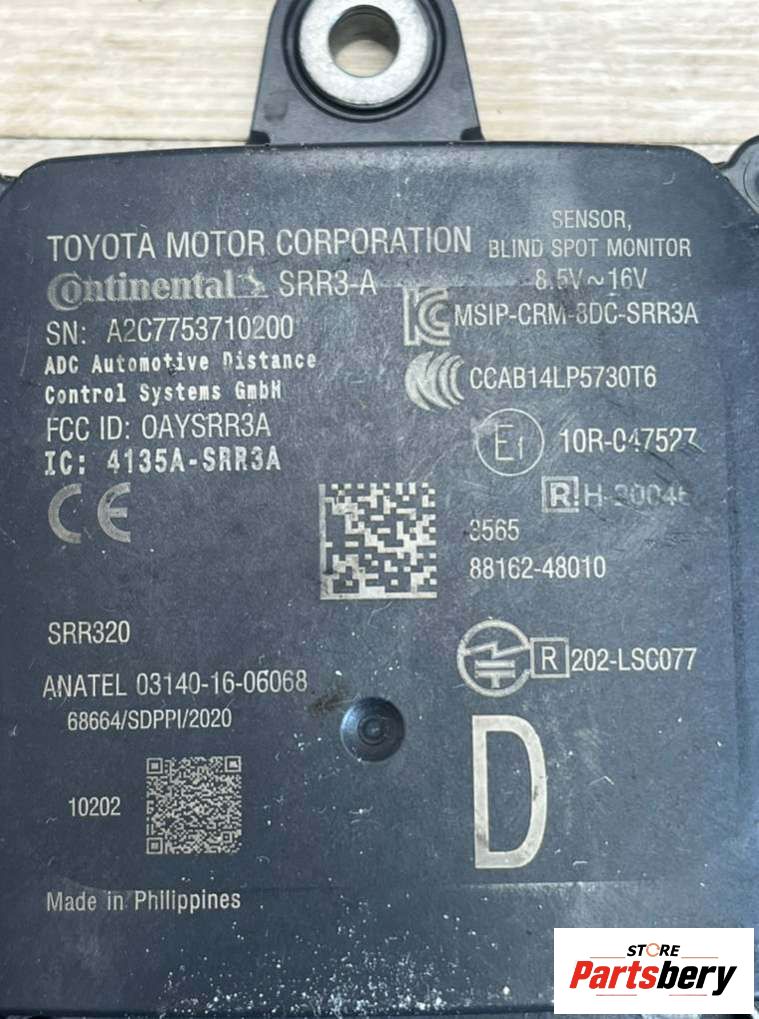 TOYOTA MOTOR CORPORATION
SENSOR,
BLIND SPOT MONITOR
8.5V~16V
Continental SRR3-A
MSIP-CRM-8DC-SRR3A
SN: A2C7753710200
ADC Automotive Distance
Control Systems GmbH
CCAB14LP5730T6
FCC ID: OAYSRR3A
E1 10R-047527
IC: 4135A-SRR3A
CE
R
3565
88162-48010
SRR320
R 202-LSC077
ANATEL 03140-16-06068
68664/SDPPI/2020
D
10202
Made in Philippines
STORE
Partsbery